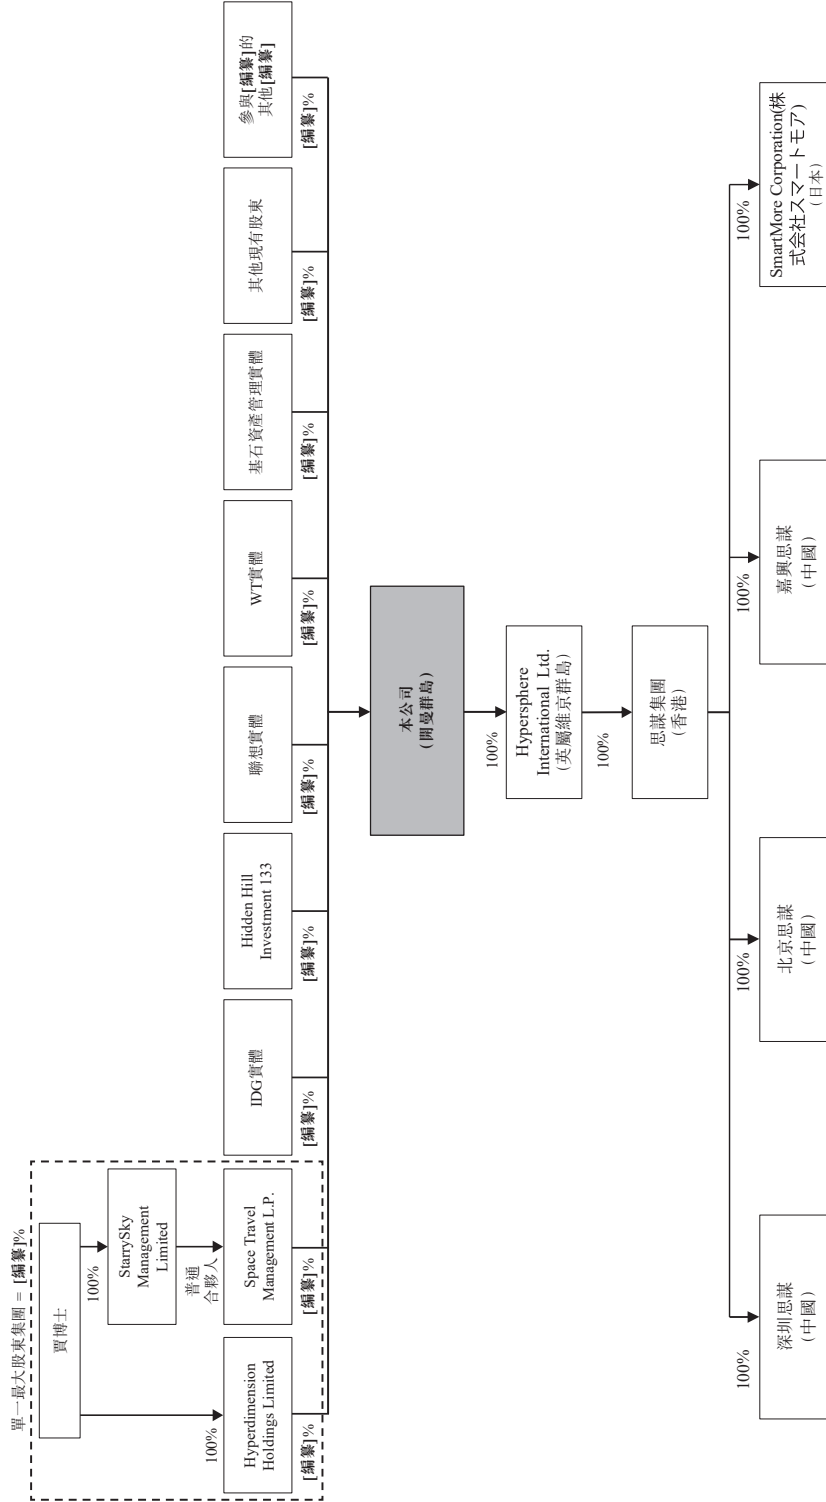 單一最大股東集團 = [編纂]%
賈博士
100%
StarrySky
Management
Limited
普通
合夥人
100%
Hyperdimension
Holdings Limited
Space Travel
Management L.P.
IDG實體
Hidden Hill
Investment 133
聯想實體
WT實體
基石資產管理實體
其他現有股東
參與[編纂]的
其他[編纂]
[編纂]%
[編纂]%
[編纂]%
[編纂]%
[編纂]%
[編纂]%
[編纂]%
[編纂]%
[編纂]%
本公司
（開曼群島）
100%
Hypersphere
International Ltd.
（英屬維京群島）
100%
思謀集團
（香港）
100%
100%
100%
100%
深圳思謀
（中國）
北京思謀
（中國）
嘉興思謀
（中國）
SmartMore Corporation(株
式会社スマートモア)
（日本）